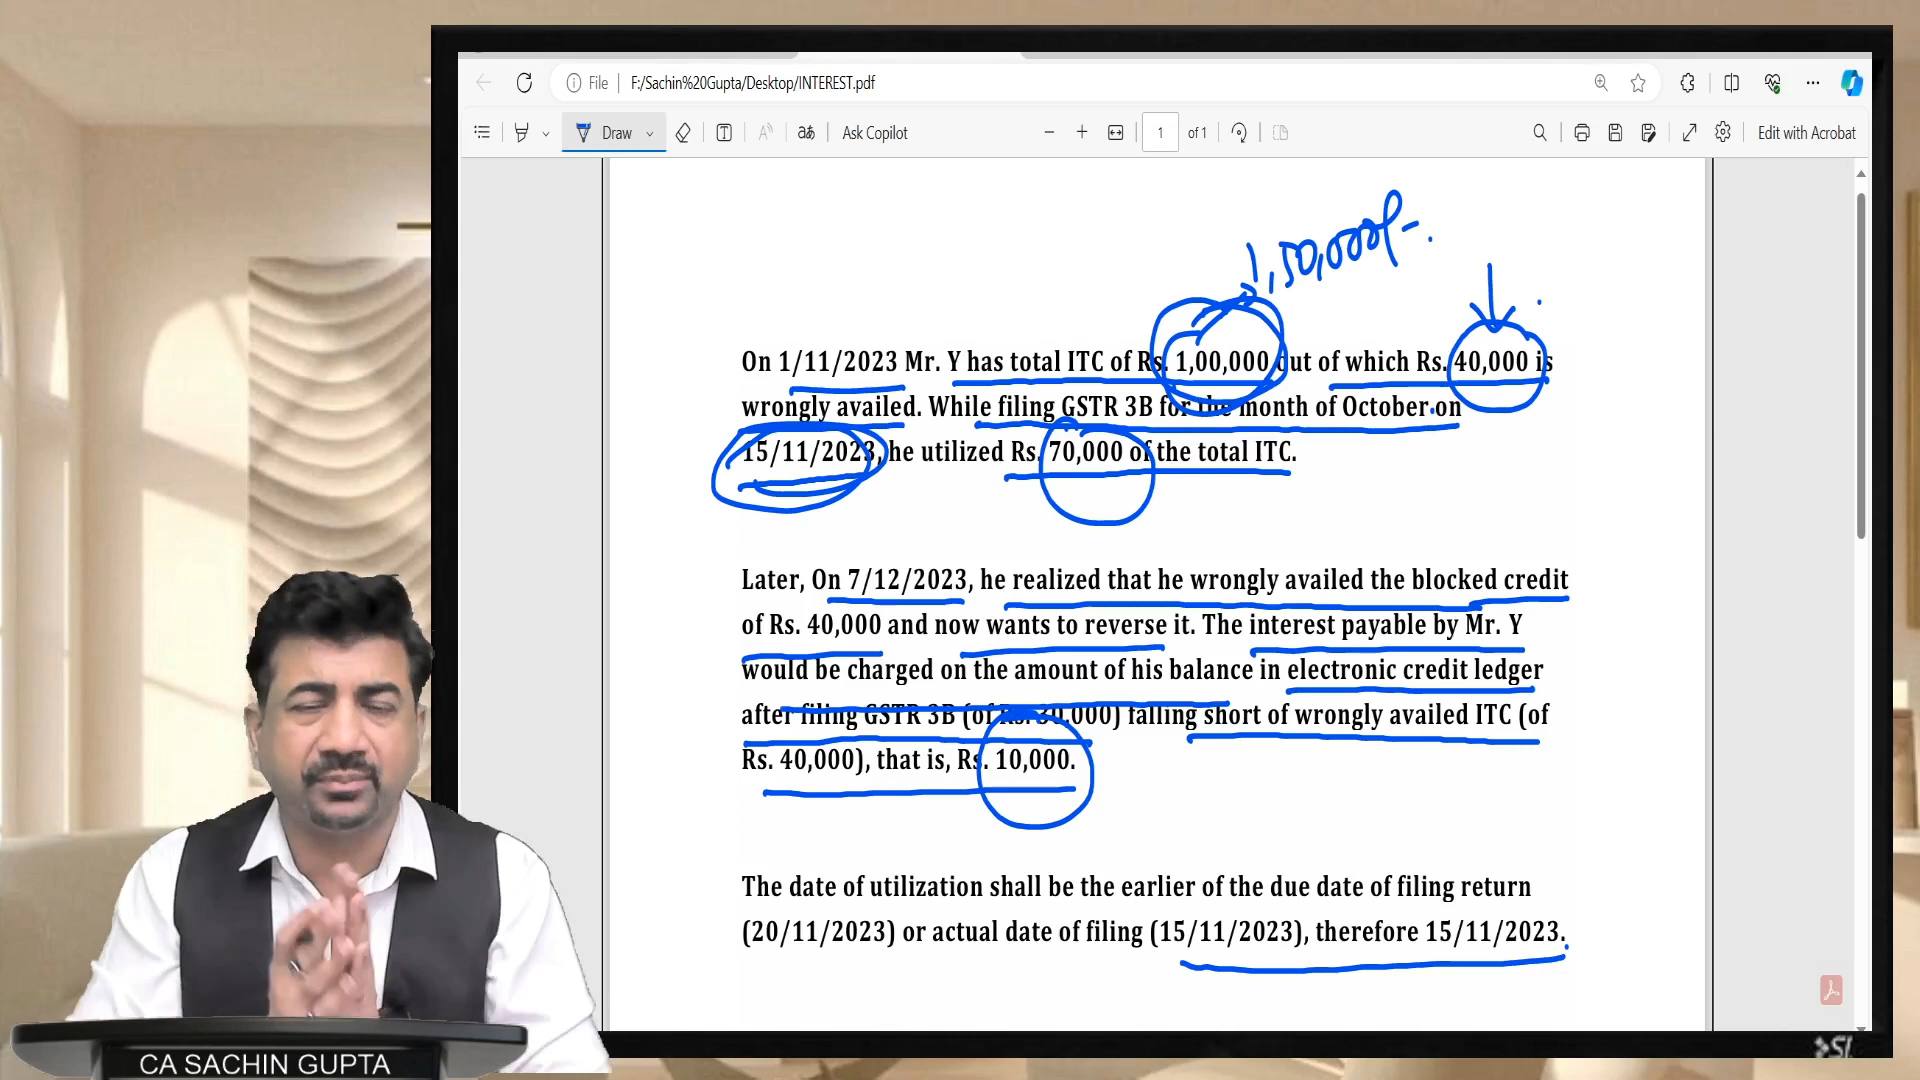 File F:/Sachin%20Gupta/Desktop/INTEREST.pdf
Draw aあ Ask Copilot 1 of 1 Edit with Acrobat
1,50,000/-
On 1/11/2023 Mr. Y has total ITC of Rs. 1,00,000 out of which Rs. 40,000 is
wrongly availed. While filing GSTR 3B for the month of October on
15/11/2023, he utilized Rs. 70,000 of the total ITC.
Later, On 7/12/2023, he realized that he wrongly availed the blocked credit
of Rs. 40,000 and now wants to reverse it. The interest payable by Mr. Y
would be charged on the amount of his balance in electronic credit ledger
after filing GSTR 3B (of Rs. 30,000) falling short of wrongly availed ITC (of
Rs. 40,000), that is, Rs. 10,000.
The date of utilization shall be the earlier of the due date of filing return
(20/11/2023) or actual date of filing (15/11/2023), therefore 15/11/2023.
CA SACHIN GUPTA